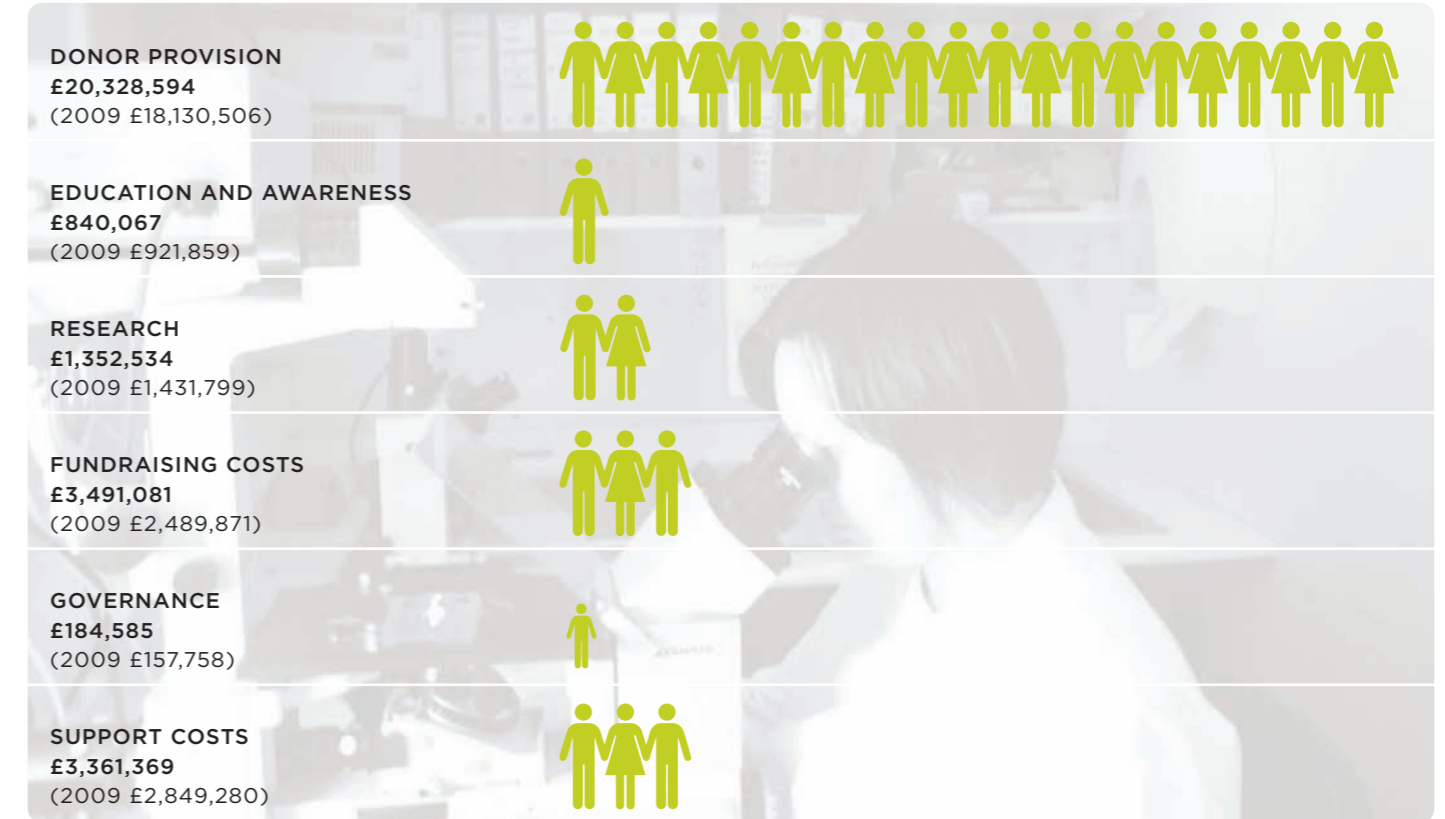 DONOR PROVISION
£20,328,594
(2009 £18,130,506)
EDUCATION AND AWARENESS
£840,067
(2009 £921,859)
RESEARCH
£1,352,534
(2009 £1,431,799)
FUNDRAISING COSTS
£3,491,081
(2009 £2,489,871)
GOVERNANCE
£184,585
(2009 £157,758)
SUPPORT COSTS
£3,361,369
(2009 £2,849,280)